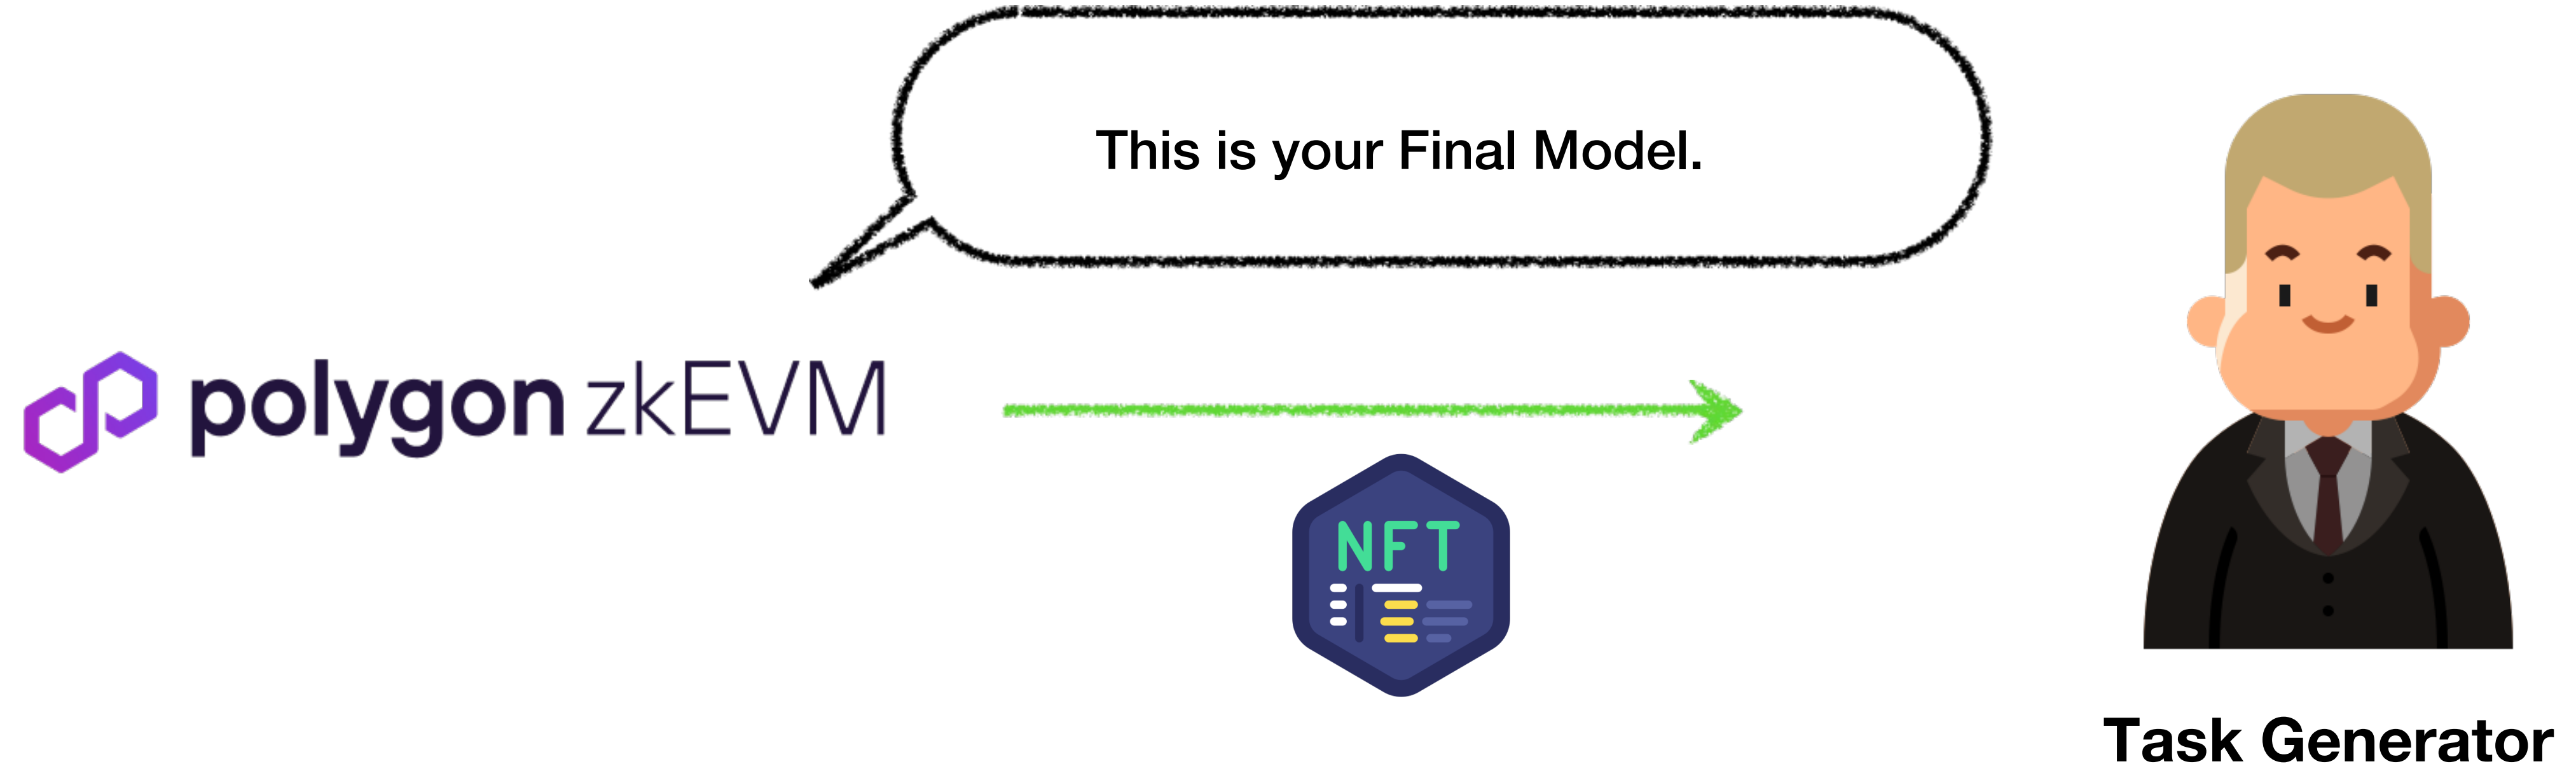 This is your Final Model.
polygon zkEVM
NFT
Task Generator